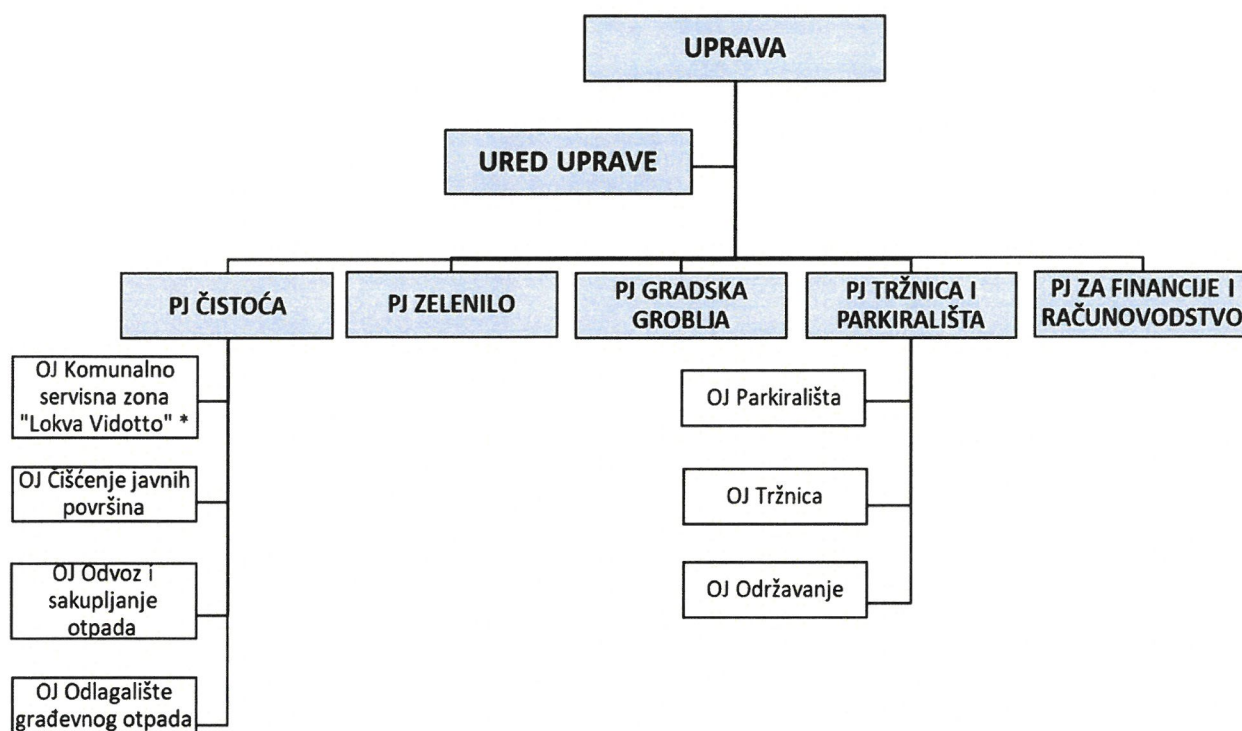 UPRAVA
URED UPRAVE
PJ ČISTOĆA
PJ ZELENILO
PJ GRADSKA
GROBLJA
PJ TRŽNICA I
PARKIRALIŠTA
PJ ZA FINANCIJE I
RAČUNOVODSTVO
OJ Komunalno
servisna zona
"Lokva Vidotto" *
OJ Čišćenje javnih
površina
OJ Odvoz i
sakupljanje
otpada
OJ Odlagalište
građevnog otpada
OJ Parkirališta
OJ Tržnica
OJ Održavanje